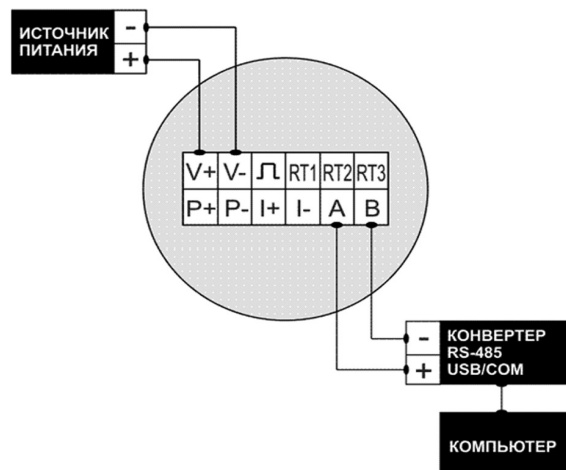 ИСТОЧНИК -
ПИТАНИЯ +
V+ V- ⎍ RT1 RT2 RT3
P+ P- I+ I- A B
- КОНВЕРТЕР
RS-485
+ USB/COM
КОМПЬЮТЕР